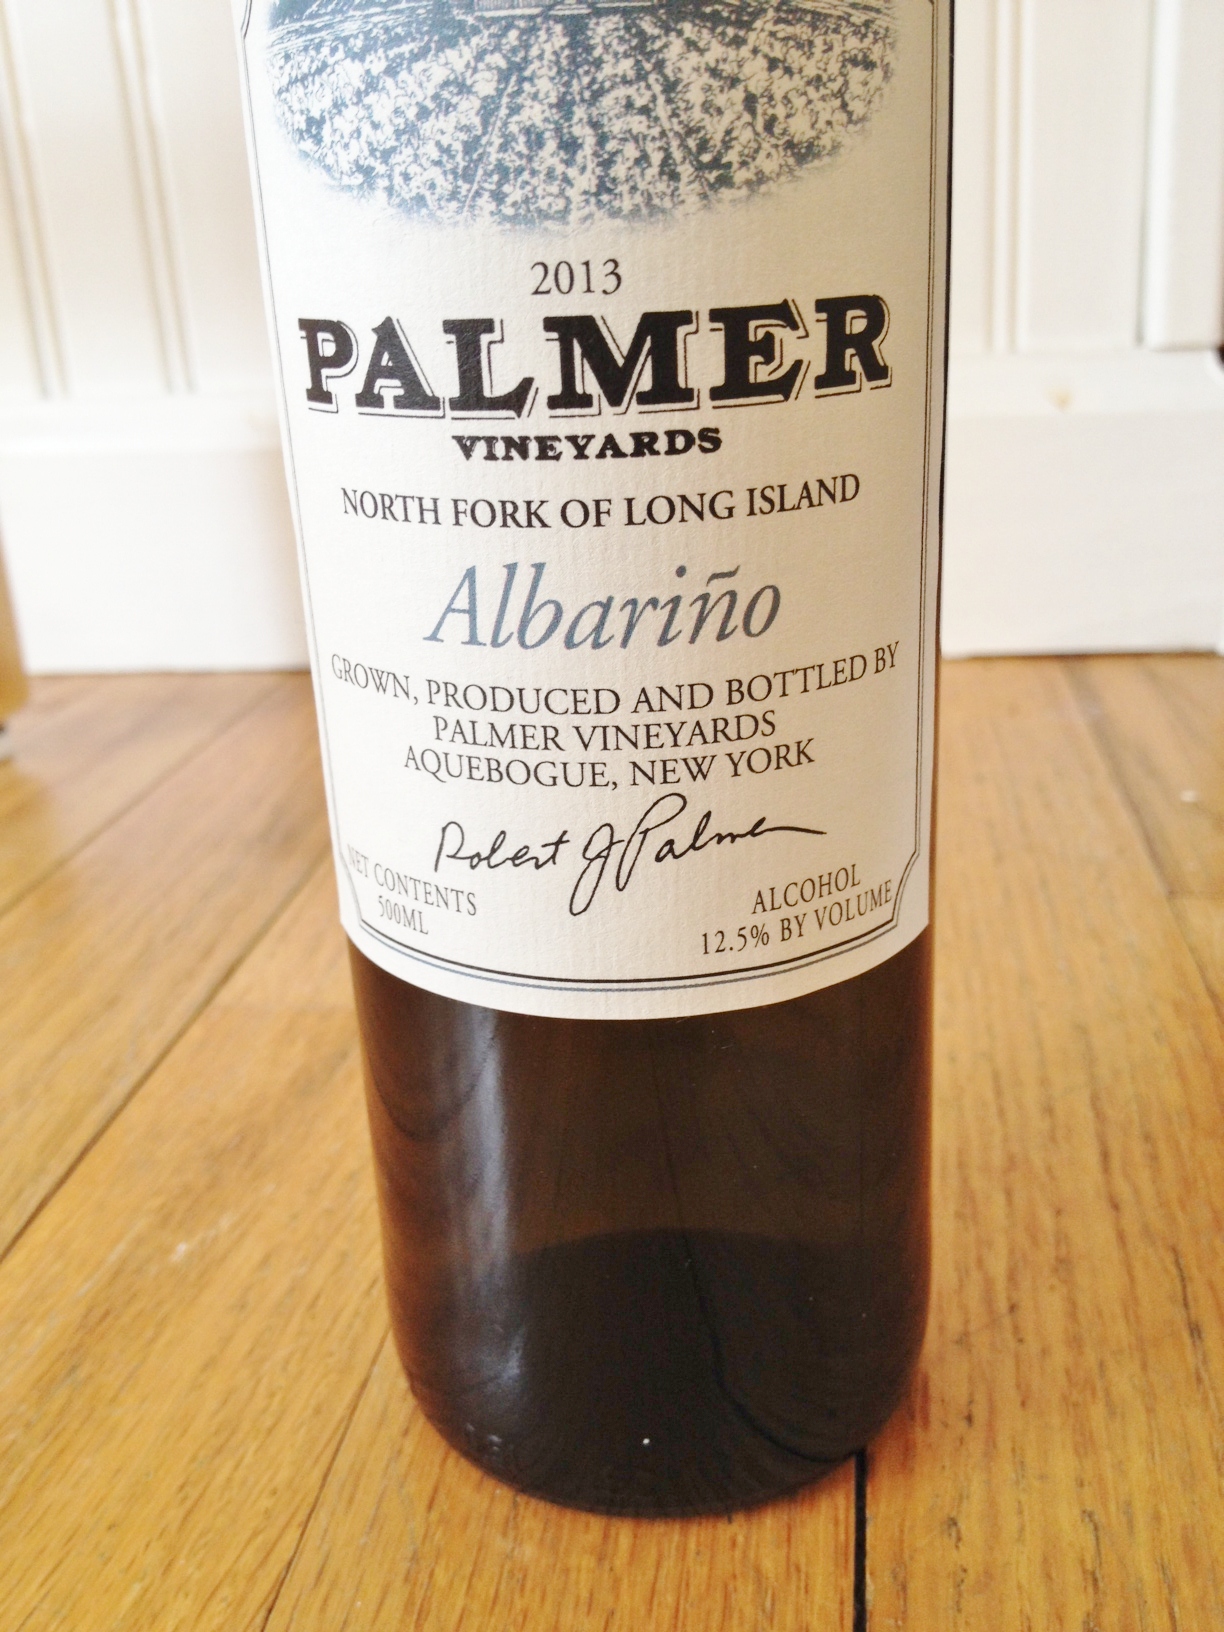 2013
PALMER
VINEYARDS
NORTH FORK OF LONG ISLAND
Albariño
GROWN, PRODUCED AND BOTTLED BY
PALMER VINEYARDS
AQUEBOGUE, NEW YORK
Robert J Palmer
NET CONTENTS
500ML
ALCOHOL
12.5% BY VOLUME